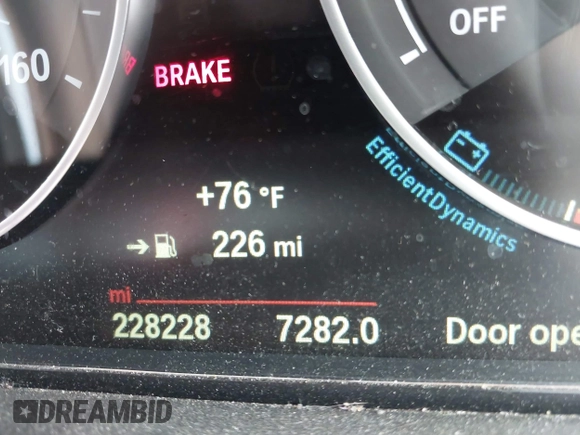 160
BRAKE
OFF
EfficientDynamics
+76 °F
226 mi
mi
228228 7282.0 Door ope
DREAMBID